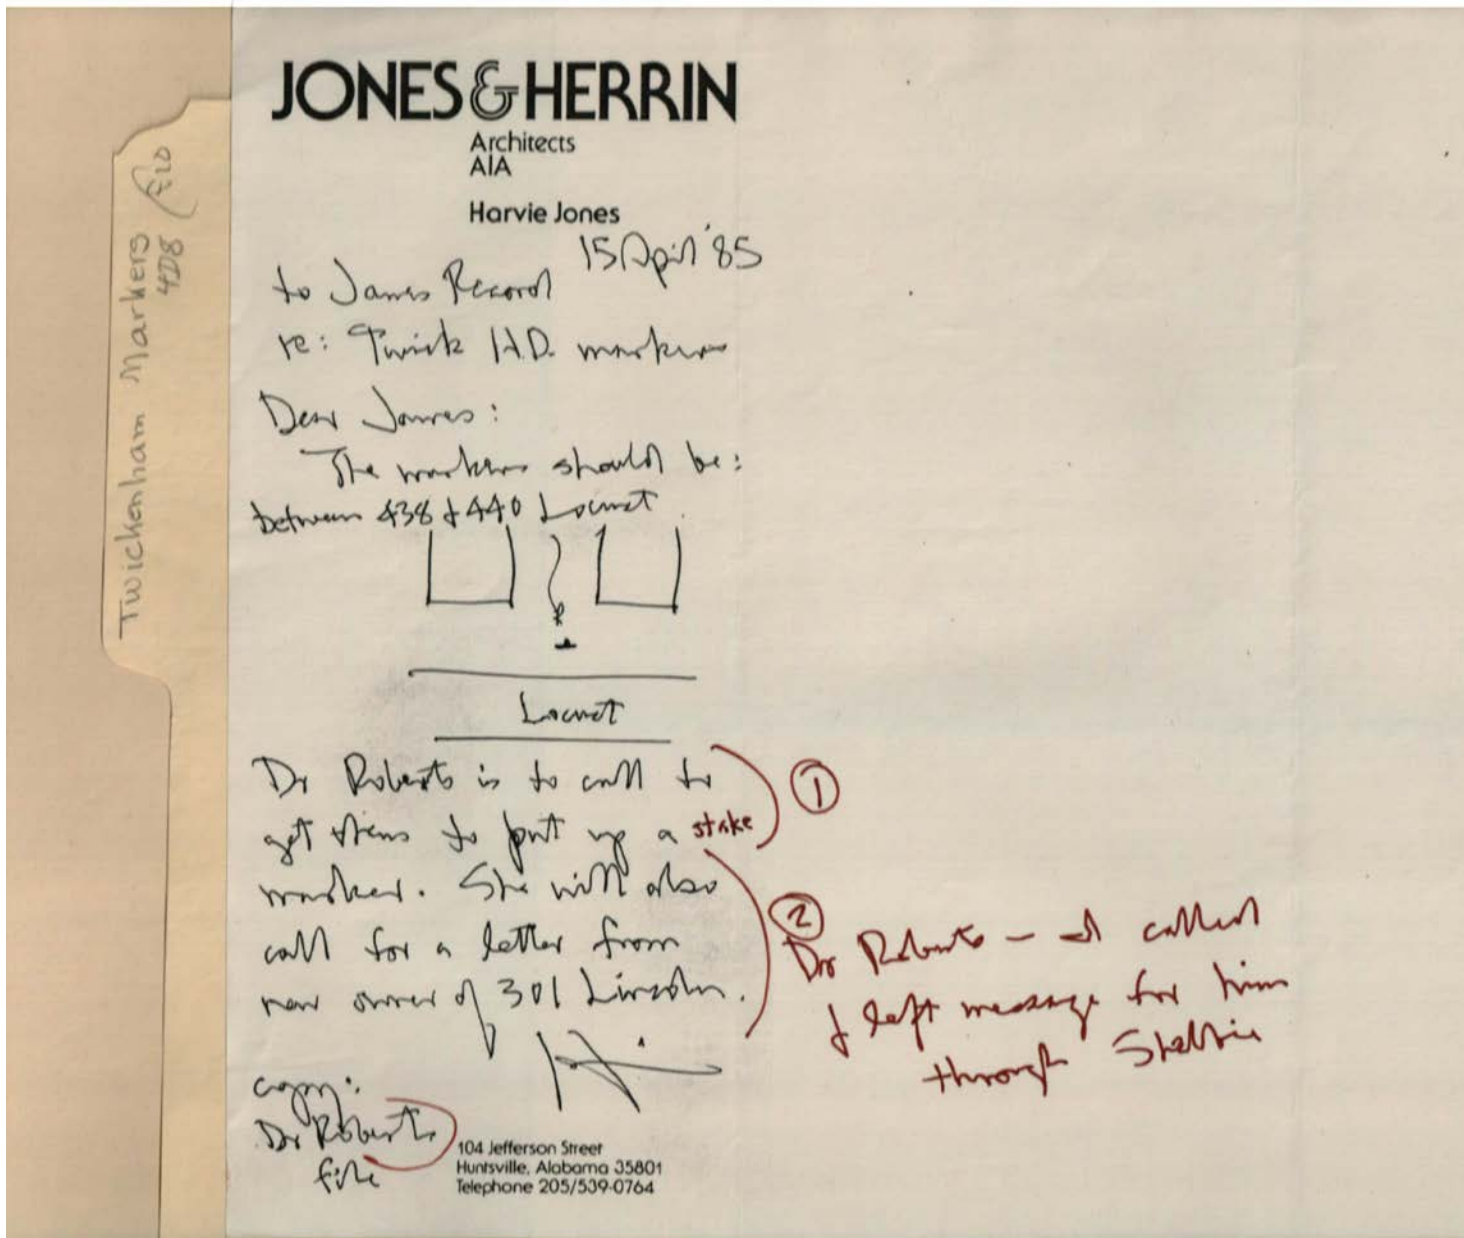 Twickenham Markers
4D8
JONES & HERRIN
Architects
AIA
Harvie Jones
15 April '85
to James Record
re: Twick H.D. markers
Dear James:
The markers should be:
between 438 & 440 Locust
Locust
Dr Roberts is to call to
get to put up a stake
marker. She will also
call for a letter from
new owner of 301 Lincoln.
1
2
Dr Roberts – I called
& left message for him
through
copy:
Dr Roberts
file
104 Jefferson Street
Huntsville, Alabama 35801
Telephone 205/539-0764